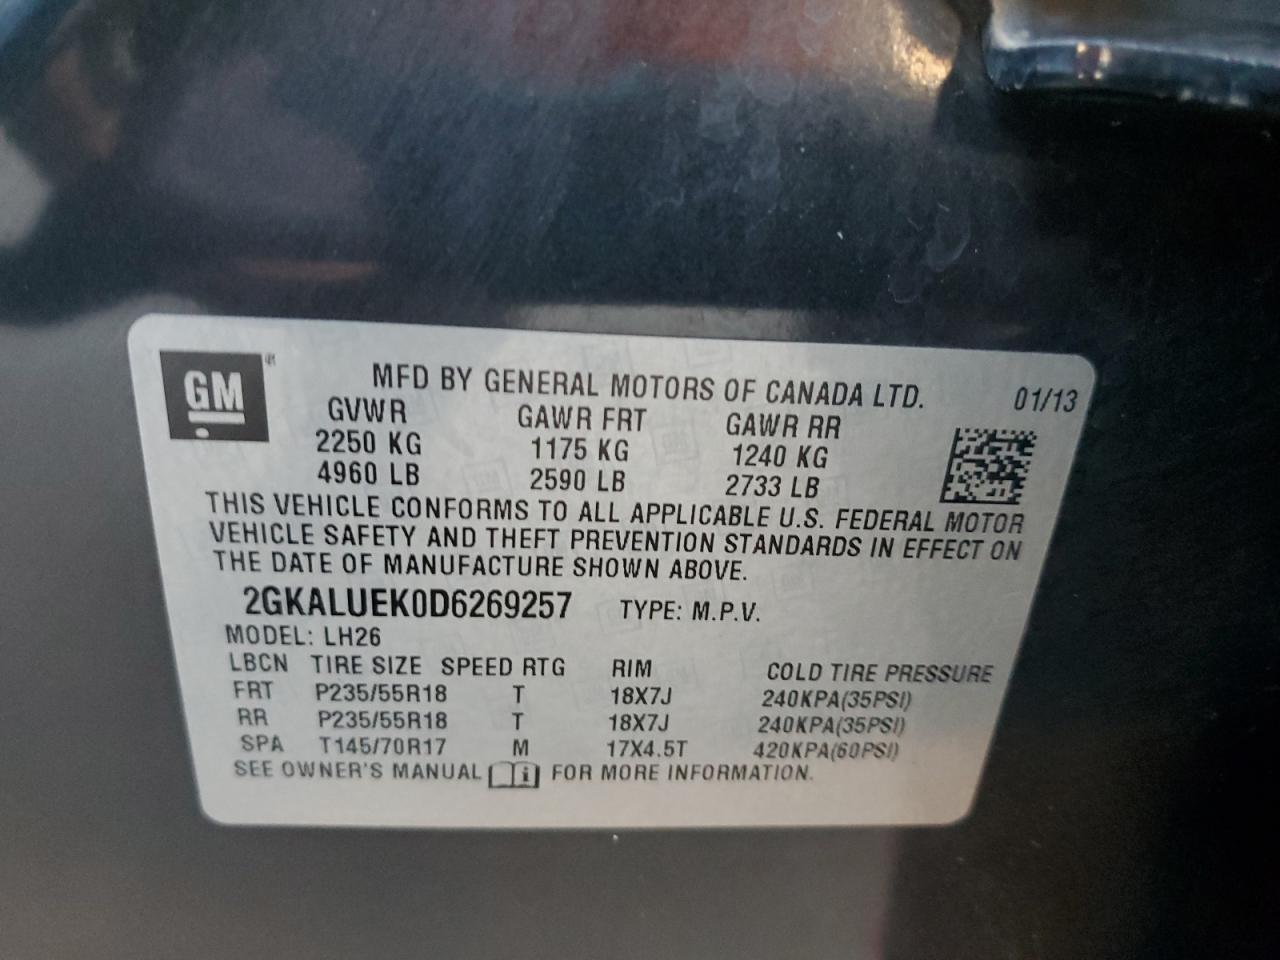 GM
MFD BY GENERAL MOTORS OF CANADA LTD. 01/13
GVWR GAWR FRT GAWR RR
2250 KG 1175 KG 1240 KG
4960 LB 2590 LB 2733 LB
THIS VEHICLE CONFORMS TO ALL APPLICABLE U.S. FEDERAL MOTOR
VEHICLE SAFETY AND THEFT PREVENTION STANDARDS IN EFFECT ON
THE DATE OF MANUFACTURE SHOWN ABOVE.
2GKALUEK0D6269257 TYPE: M.P.V.
MODEL: LH26
LBCN TIRE SIZE SPEED RTG RIM COLD TIRE PRESSURE
FRT P235/55R18 T 18X7J 240KPA(35PSI)
RR P235/55R18 T 18X7J 240KPA(35PSI)
SPA T145/70R17 M 17X4.5T 420KPA(60PSI)
SEE OWNER'S MANUAL FOR MORE INFORMATION.